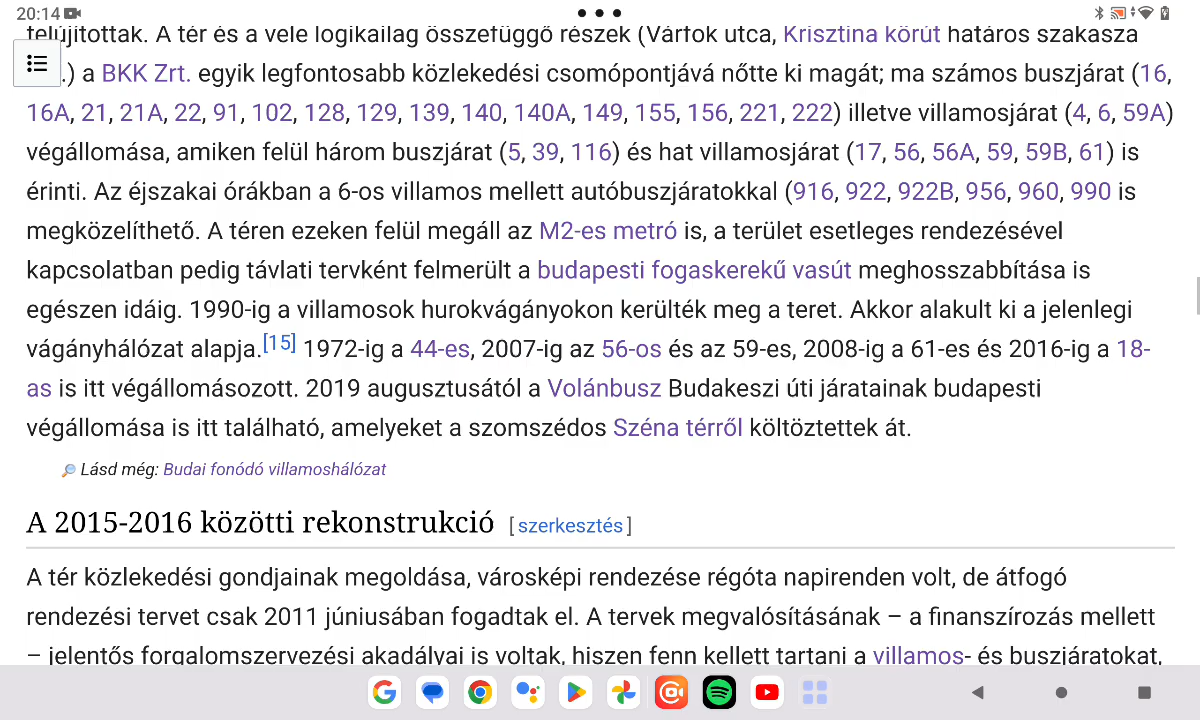 20:14
felújították. A tér és a vele logikailag összefüggő részek (Várfok utca, Krisztina körút határos szakasza
.) a BKK Zrt. egyik legfontosabb közlekedési csomópontjává nőtte ki magát; ma számos buszjárat (16,
16A, 21, 21A, 22, 91, 102, 128, 129, 139, 140, 140A, 149, 155, 156, 221, 222) illetve villamosjárat (4, 6, 59A)
végállomása, amiken felül három buszjárat (5, 39, 116) és hat villamosjárat (17, 56, 56A, 59, 59B, 61) is
érinti. Az éjszakai órákban a 6-os villamos mellett autóbuszjáratokkal (916, 922, 922B, 956, 960, 990 is
megközelíthető. A téren ezeken felül megáll az M2-es metró is, a terület esetleges rendezésével
kapcsolatban pedig távlati tervként felmerült a budapesti fogaskerekű vasút meghosszabbítása is
egészen idáig. 1990-ig a villamosok hurokvágányokon kerülték meg a teret. Akkor alakult ki a jelenlegi
vágányhálózat alapja.[15] 1972-ig a 44-es, 2007-ig az 56-os és az 59-es, 2008-ig a 61-es és 2016-ig a 18-
as is itt végállomásozott. 2019 augusztusától a Volánbusz Budakeszi úti járatainak budapesti
végállomása is itt található, amelyeket a szomszédos Széna térről költöztettek át.
Lásd még: Budai fonódó villamoshálózat
A 2015-2016 közötti rekonstrukció [szerkesztés]
A tér közlekedési gondjainak megoldása, városképi rendezése régóta napirenden volt, de átfogó
rendezési tervet csak 2011 júniusában fogadtak el. A tervek megvalósításának – a finanszírozás mellett
– jelentős forgalomszervezési akadályai is voltak, hiszen fenn kellett tartani a villamos- és buszjáratokat,